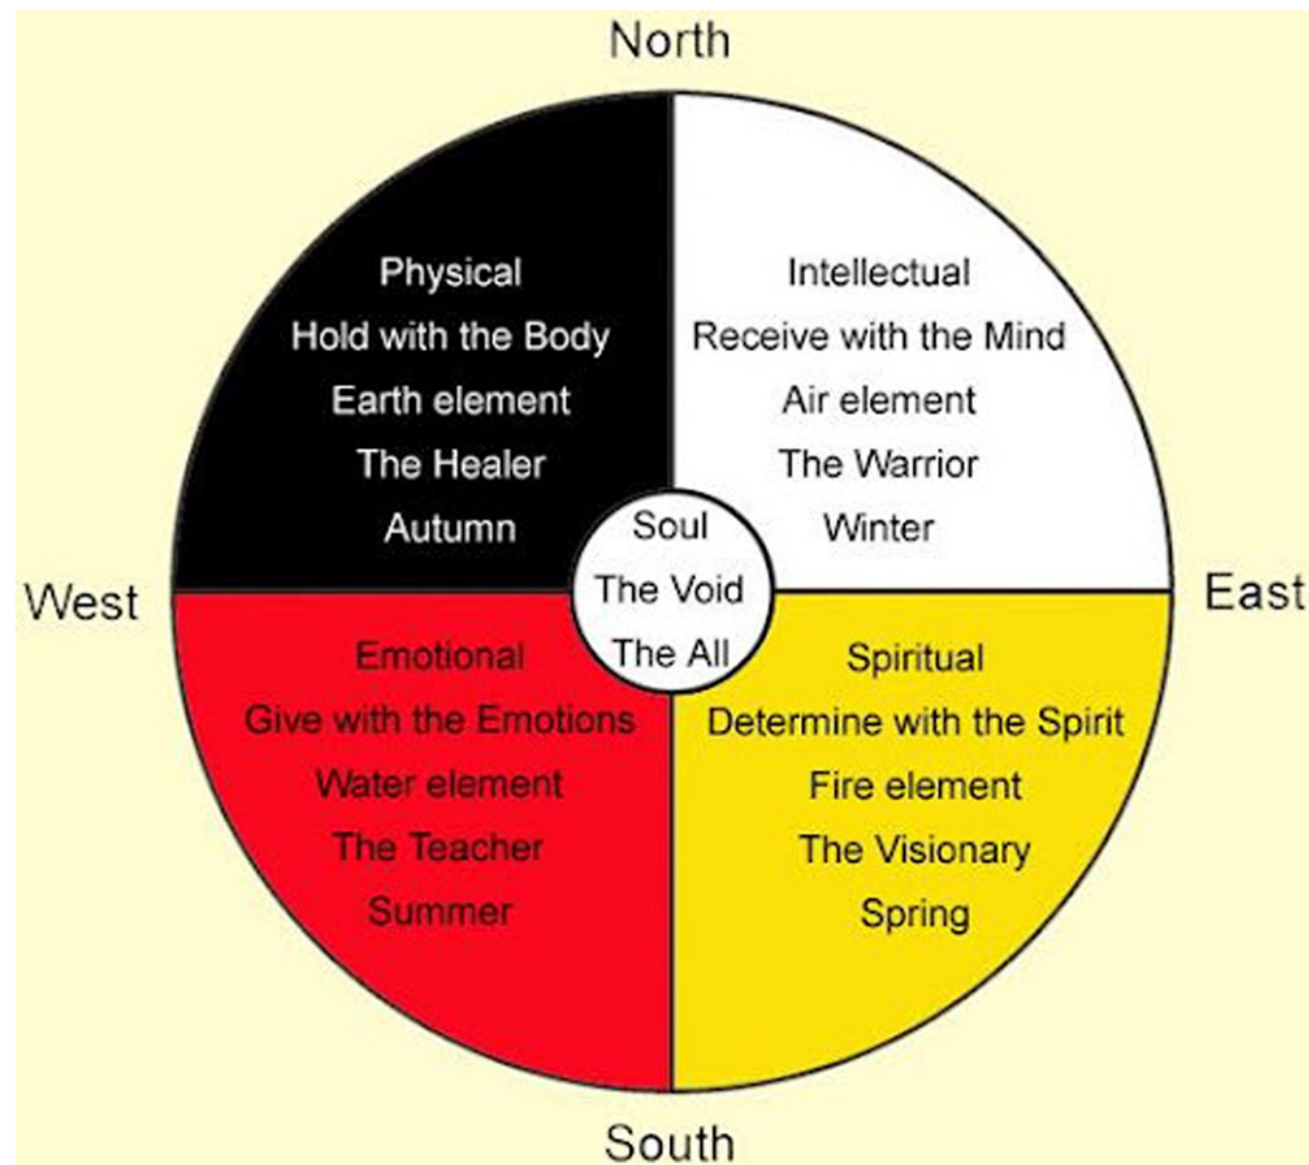 North
Physical
Hold with the Body
Earth element
The Healer
Autumn
Intellectual
Receive with the Mind
Air element
The Warrior
Winter
Soul
The Void
The All
West
East
Emotional
Give with the Emotions
Water element
The Teacher
Summer
Spiritual
Determine with the Spirit
Fire element
The Visionary
Spring
South